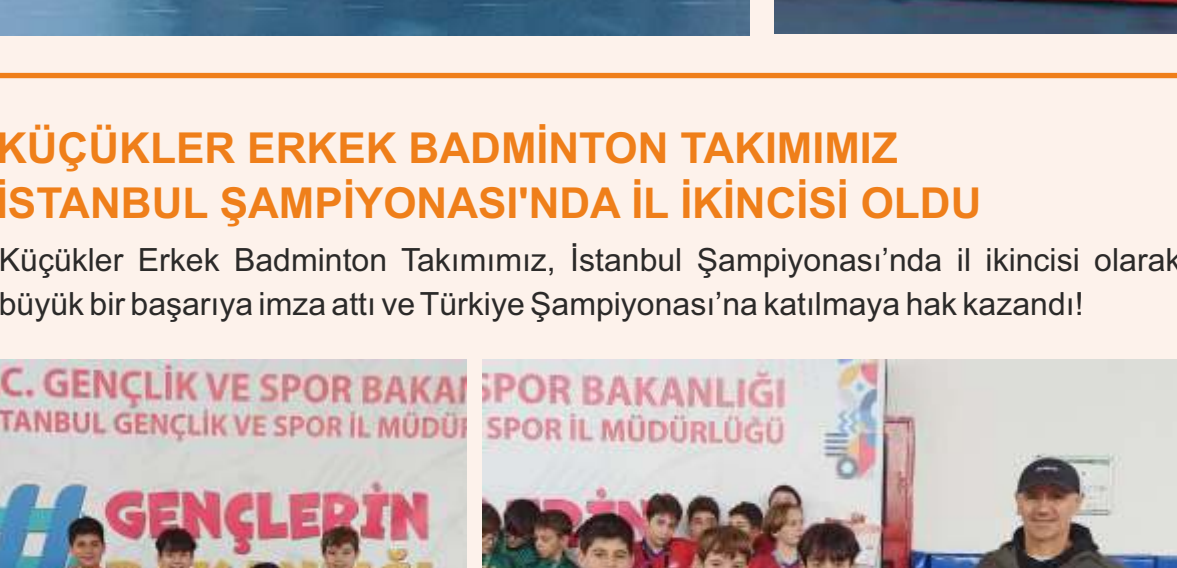 KÜÇÜKLER ERKEK BADMİNTON TAKIMIMIZ
İSTANBUL ŞAMPİYONASI'NDA İL İKİNCİSİ OLDU
Küçükler Erkek Badminton Takımımız, İstanbul Şampiyonası’nda il ikincisi olarak
büyük bir başarıya imza attı ve Türkiye Şampiyonası’na katılmaya hak kazandı!
C. GENÇLİK VE SPOR BAKAN
TANBUL GENÇLİK VE SPOR İL MÜDÜR
#GENÇLERİN
SPOR BAKANLIĞI
SPOR İL MÜDÜRLÜĞÜ